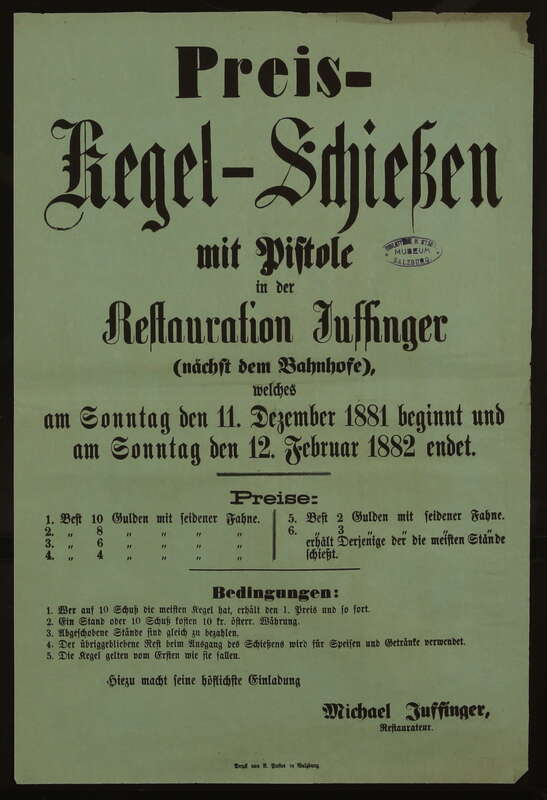 Preis-
Kegel-Schießen
mit Pistole
MUSEUM
SALZBURG
in der
Restauration Juffinger
(nächst dem Bahnhofe),
welches
am Sonntag den 11. Dezember 1881 beginnt und
am Sonntag den 12. Februar 1882 endet.
Preise:
1. Best 10 Gulden mit seidener Fahne.
2. „ 8 „ „ „ „
3. „ 6 „ „ „ „
4. „ 4 „ „ „ „
5. Best 2 Gulden mit seidener Fahne.
6. „ 3 „ „ „ „
erhält Derjenige der die meisten Stände
schießt.
Bedingungen:
1. Wer auf 10 Schuß die meisten Kegel hat, erhält den 1. Preis und so fort.
2. Ein Stand oder 10 Schuß kosten 10 kr. österr. Währung.
3. Abgeschobene Stände sind gleich zu bezahlen.
4. Der übriggebliebene Rest beim Ausgang des Schießens wird für Speisen und Getränke verwendet.
5. Die Kegel gelten vom Ersten wie sie fallen.
Hiezu macht seine höflichste Einladung
Michael Juffinger,
Restaurateur.
Druck von R. in Salzburg.